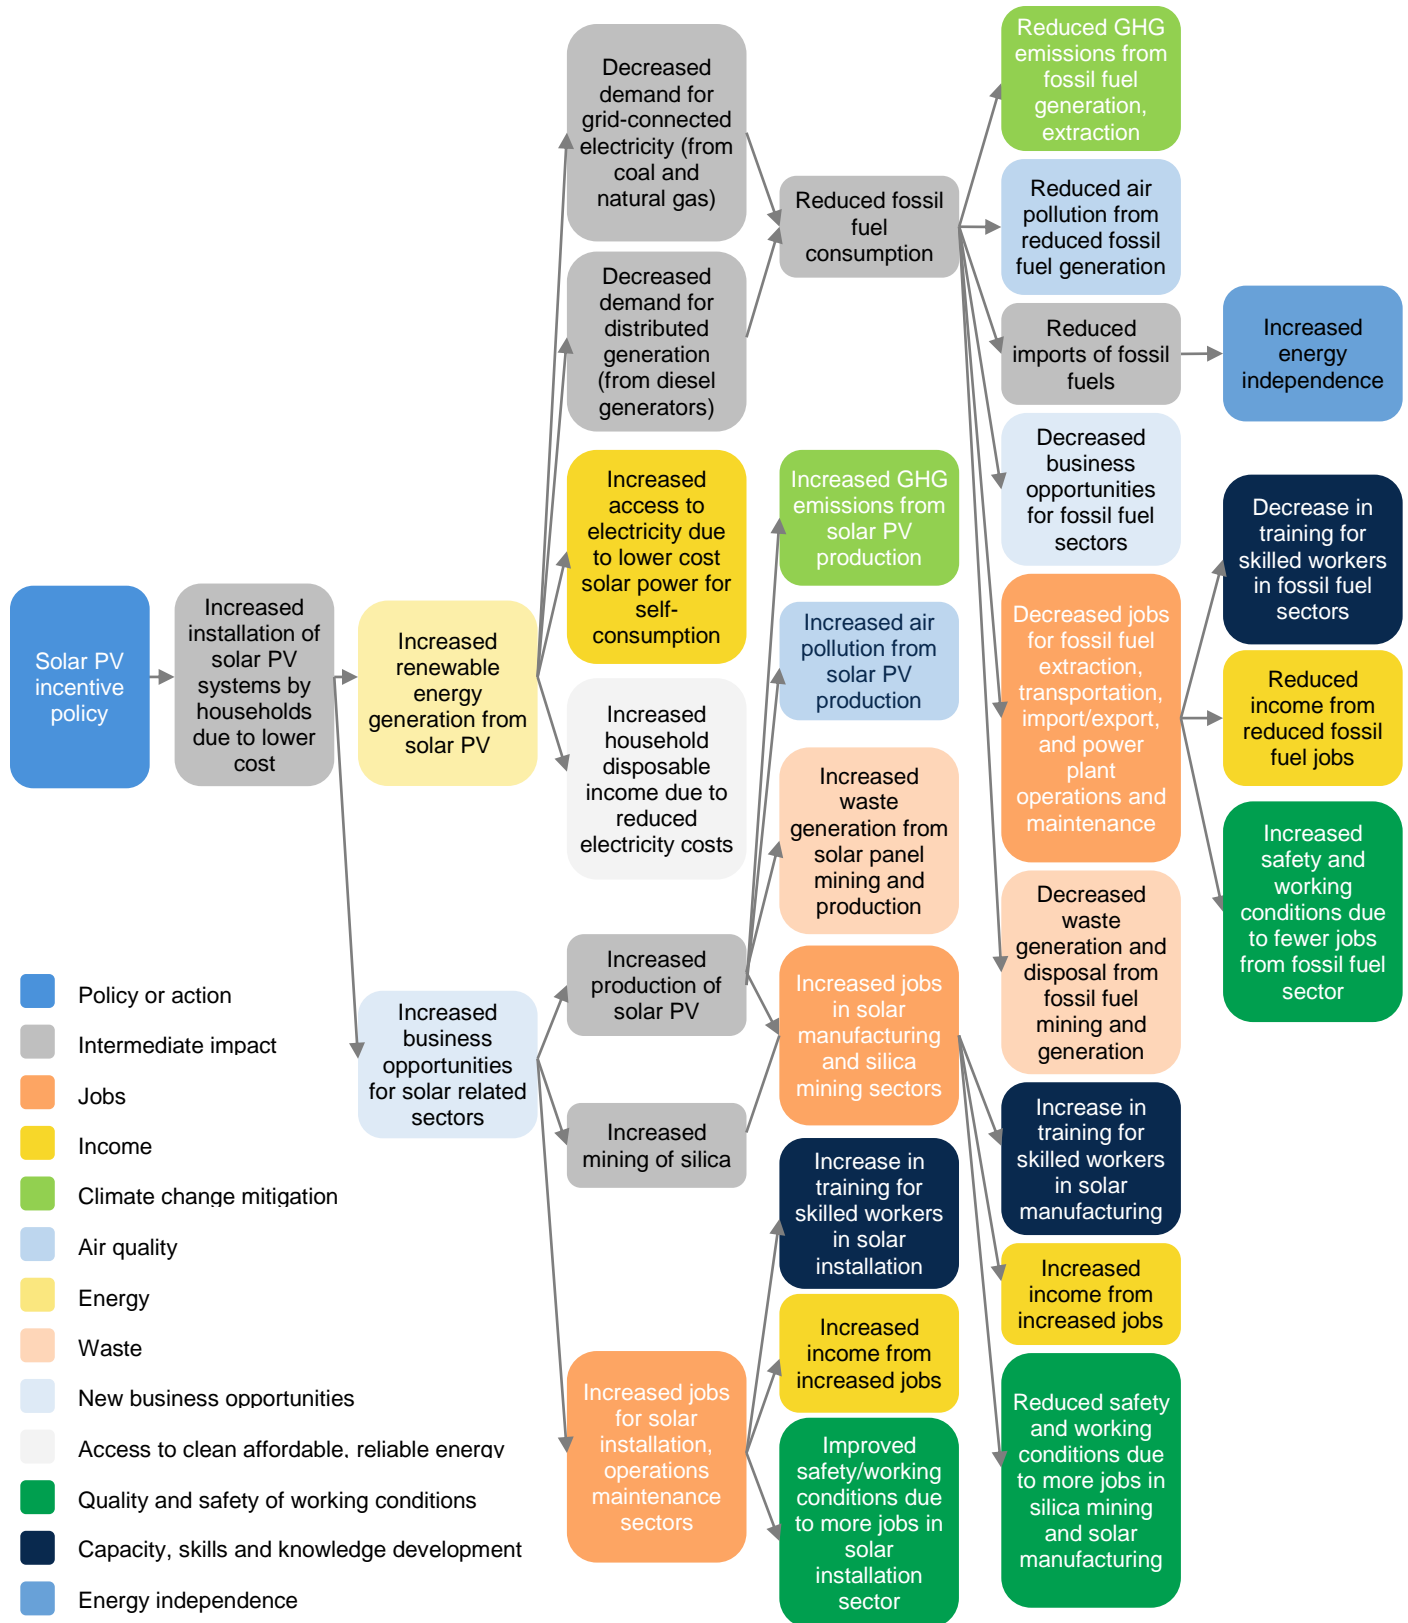 Solar PV
incentive
policy
Increased
installation of
solar PV
systems by
households
due to lower
cost
Increased
renewable
energy
generation from
solar PV
Increased
business
opportunities
for solar related
sectors
Decreased
demand for
grid-connected
electricity (from
coal and
natural gas)
Decreased
demand for
distributed
generation
(from diesel
generators)
Increased
access to
electricity due
to lower cost
solar power for
self-
consumption
Increased
household
disposable
income due to
reduced
electricity costs
Increased
production of
solar PV
Increased
mining of silica
Increased jobs
for solar
installation,
operations
maintenance
sectors
Reduced fossil
fuel
consumption
Increased GHG
emissions from
solar PV
production
Increased air
pollution from
solar PV
production
Increased
waste
generation from
solar panel
mining and
production
Increased jobs
in solar
manufacturing
and silica
mining sectors
Increase in
training for
skilled workers
in solar
installation
Increased
income from
increased jobs
Improved
safety/working
conditions due
to more jobs in
solar
installation
sector
Reduced GHG
emissions from
fossil fuel
generation,
extraction
Reduced air
pollution from
reduced fossil
fuel generation
Reduced
imports of fossil
fuels
Decreased
business
opportunities
for fossil fuel
sectors
Decreased jobs
for fossil fuel
extraction,
transportation,
import/export,
and power
plant
operations and
maintenance
Decreased
waste
generation and
disposal from
fossil fuel
mining and
generation
Increase in
training for
skilled workers
in solar
manufacturing
Increased
income from
increased jobs
Reduced safety
and working
conditions due
to more jobs in
silica mining
and solar
manufacturing
Increased
energy
independence
Decrease in
training for
skilled workers
in fossil fuel
sectors
Reduced
income from
reduced fossil
fuel jobs
Increased
safety and
working
conditions due
to fewer jobs
from fossil fuel
sector
Policy or action
Intermediate impact
Jobs
Income
Climate change mitigation
Air quality
Energy
Waste
New business opportunities
Access to clean affordable, reliable energy
Quality and safety of working conditions
Capacity, skills and knowledge development
Energy independence